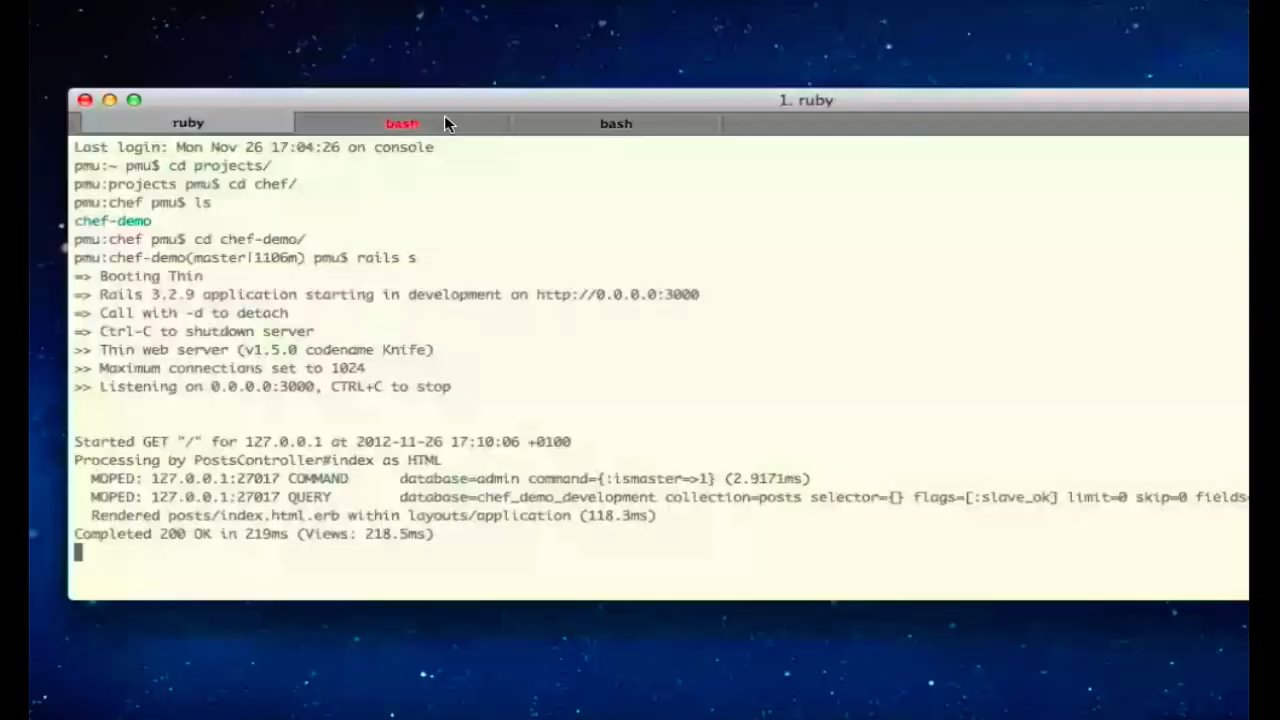 1. ruby
ruby bash bash
Last login: Mon Nov 26 17:04:26 on console
pmu:~ pmu$ cd projects/
pmu:projects pmu$ cd chef/
pmu:chef pmu$ ls
chef-demo
pmu:chef pmu$ cd chef-demo/
pmu:chef-demo(master|1106m) pmu$ rails s
=> Booting Thin
=> Rails 3.2.9 application starting in development on http://0.0.0.0:3000
=> Call with -d to detach
=> Ctrl-C to shutdown server
>> Thin web server (v1.5.0 codename Knife)
>> Maximum connections set to 1024
>> Listening on 0.0.0.0:3000, CTRL+C to stop
Started GET "/" for 127.0.0.1 at 2012-11-26 17:10:06 +0100
Processing by PostsController#index as HTML
MOPED: 127.0.0.1:27017 COMMAND database=admin command={:ismaster=>1} (2.9171ms)
MOPED: 127.0.0.1:27017 QUERY database=chef_demo_development collection=posts selector={} flags=[:slave_ok] limit=0 skip=0 fields=
Rendered posts/index.html.erb within layouts/application (118.3ms)
Completed 200 OK in 219ms (Views: 218.5ms)